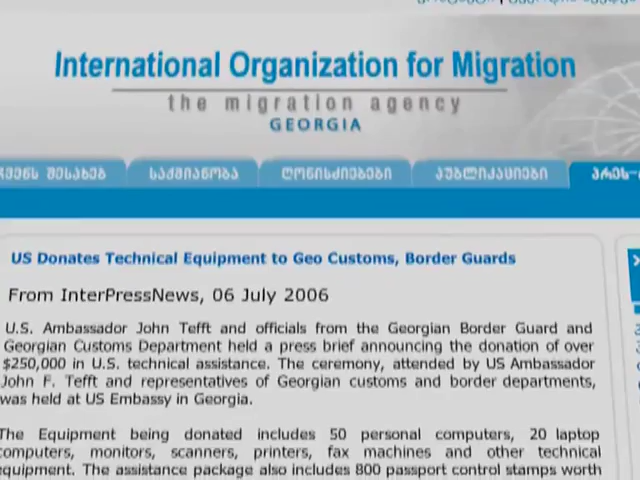 International Organization for Migration
the migration agency
GEORGIA
შესახებ საქმიანობა ღონისძიებები პუბლიკაციები
US Donates Technical Equipment to Geo Customs, Border Guards
From InterPressNews, 06 July 2006
U.S. Ambassador John Tefft and officials from the Georgian Border Guard and
Georgian Customs Department held a press brief announcing the donation of over
$250,000 in U.S. technical assistance. The ceremony, attended by US Ambassador
John F. Tefft and representatives of Georgian customs and border departments,
was held at US Embassy in Georgia.
The Equipment being donated includes 50 personal computers, 20 laptop
computers, monitors, scanners, printers, fax machines and other technical
equipment. The assistance package also includes 800 passport control stamps worth